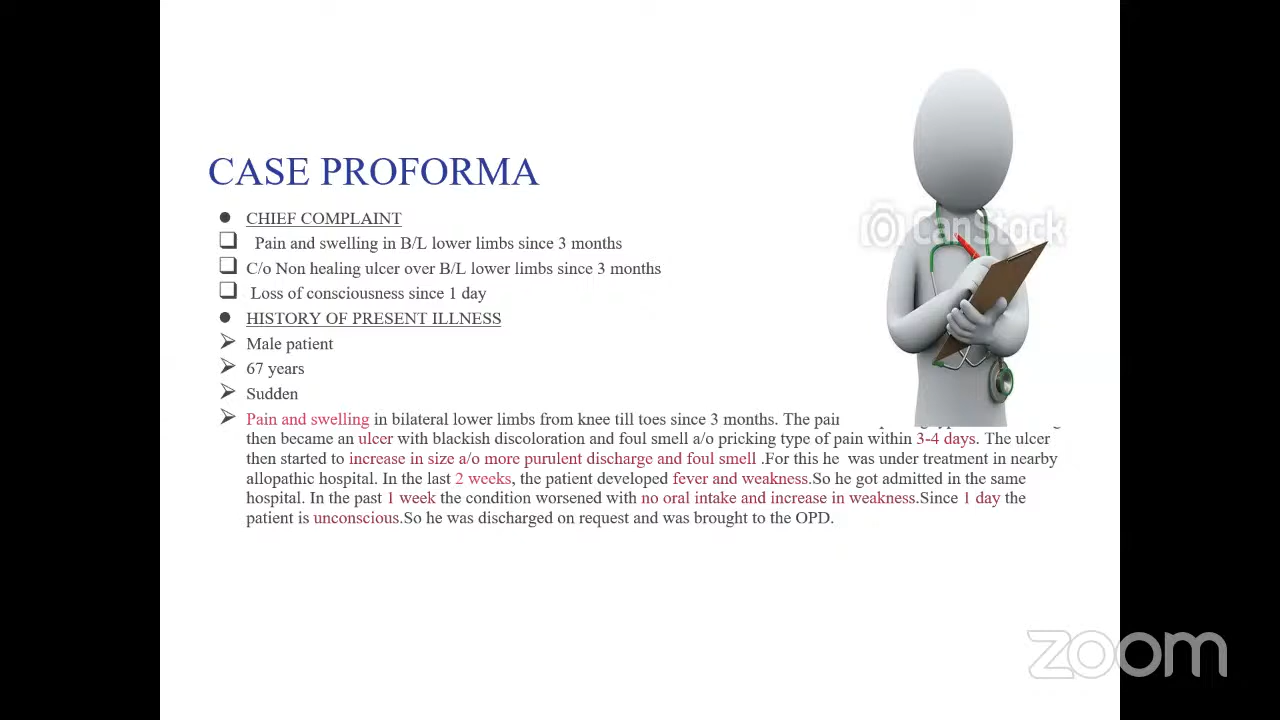 CASE PROFORMA
CHIEF COMPLAINT
Pain and swelling in B/L lower limbs since 3 months
C/o Non healing ulcer over B/L lower limbs since 3 months
Loss of consciousness since 1 day
HISTORY OF PRESENT ILLNESS
Male patient
67 years
Sudden
Pain and swelling in bilateral lower limbs from knee till toes since 3 months. The pain
then became an ulcer with blackish discoloration and foul smell a/o pricking type of pain within 3-4 days. The ulcer
then started to increase in size a/o more purulent discharge and foul smell .For this he was under treatment in nearby
allopathic hospital. In the last 2 weeks, the patient developed fever and weakness.So he got admitted in the same
hospital. In the past 1 week the condition worsened with no oral intake and increase in weakness.Since 1 day the
patient is unconscious.So he was discharged on request and was brought to the OPD.
CanStock
zoom